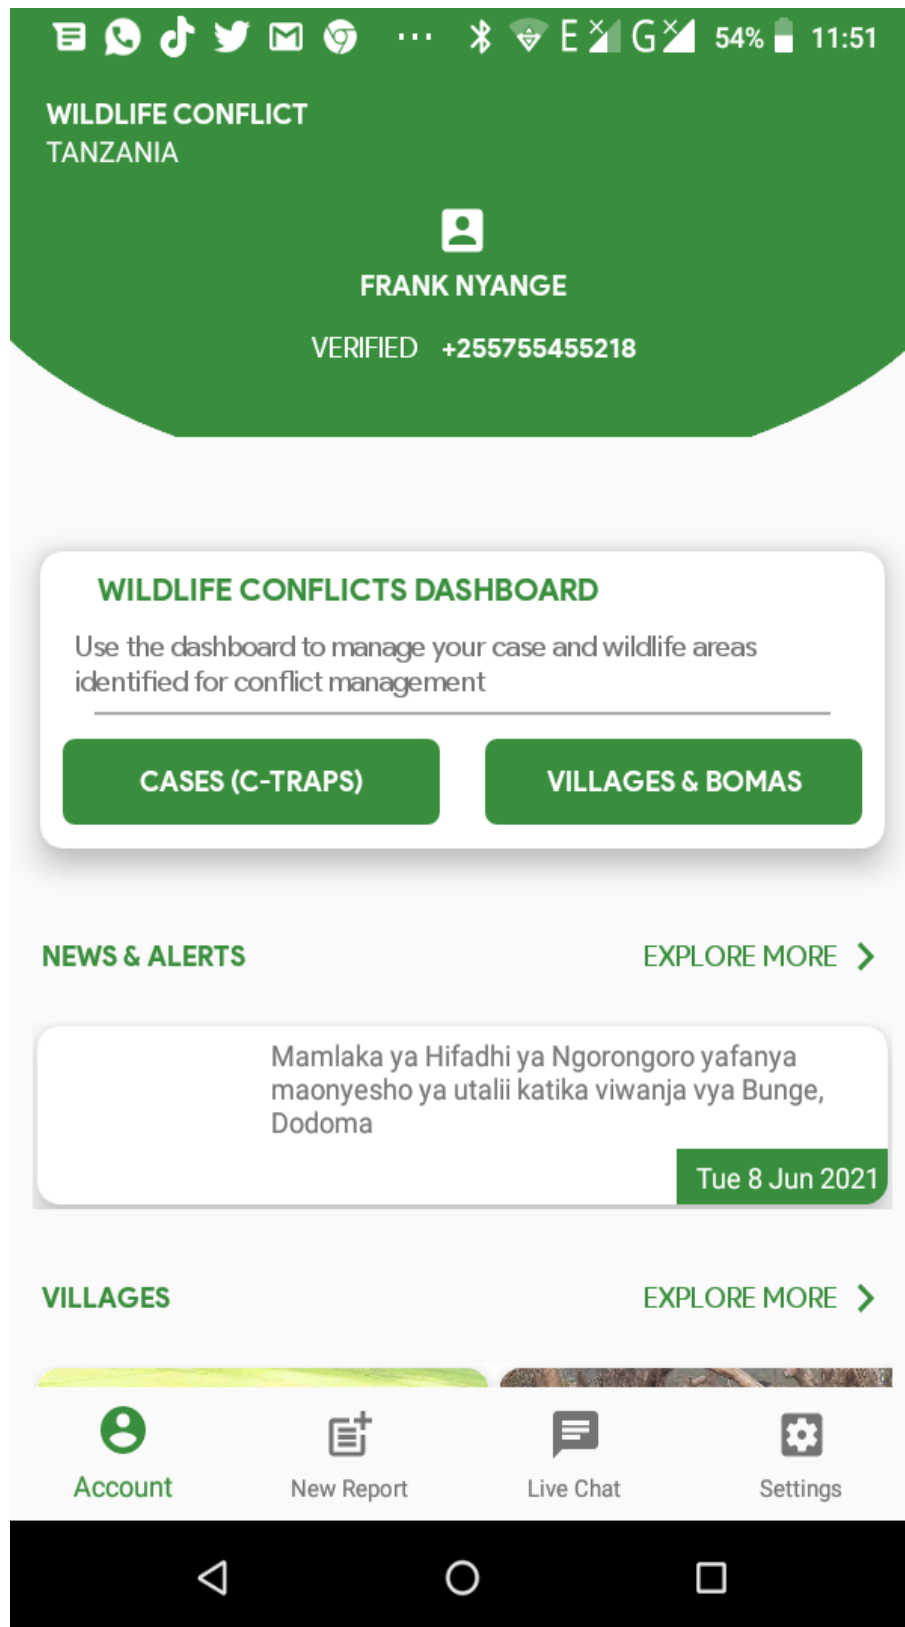 E G 54% 11:51
WILDLIFE CONFLICT
TANZANIA
FRANK NYANGE
VERIFIED +255755455218
WILDLIFE CONFLICTS DASHBOARD
Use the dashboard to manage your case and wildlife areas
identified for conflict management
CASES (C-TRAPS) VILLAGES & BOMAS
NEWS & ALERTS EXPLORE MORE
Mamlaka ya Hifadhi ya Ngorongoro yafanya
maonyesho ya utalii katika viwanja vya Bunge,
Dodoma
Tue 8 Jun 2021
VILLAGES EXPLORE MORE
Account New Report Live Chat Settings